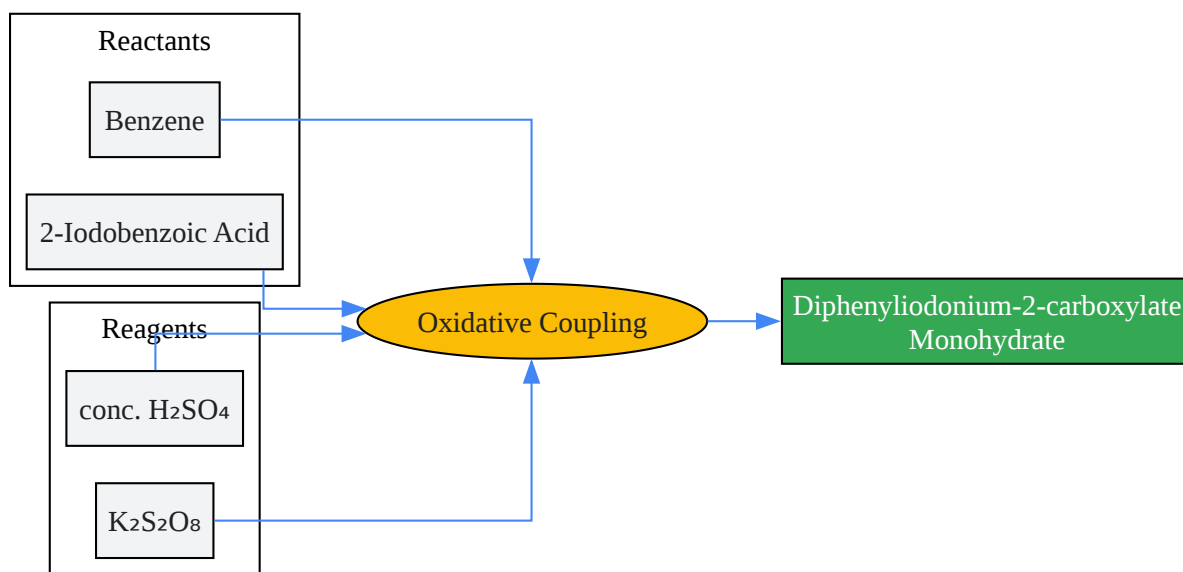 Reactants
Benzene
2-Iodobenzoic Acid
Reagents
conc. H₂SO₄
K₂S₂O₈
Oxidative Coupling
Diphenyliodonium-2-carboxylate
Monohydrate